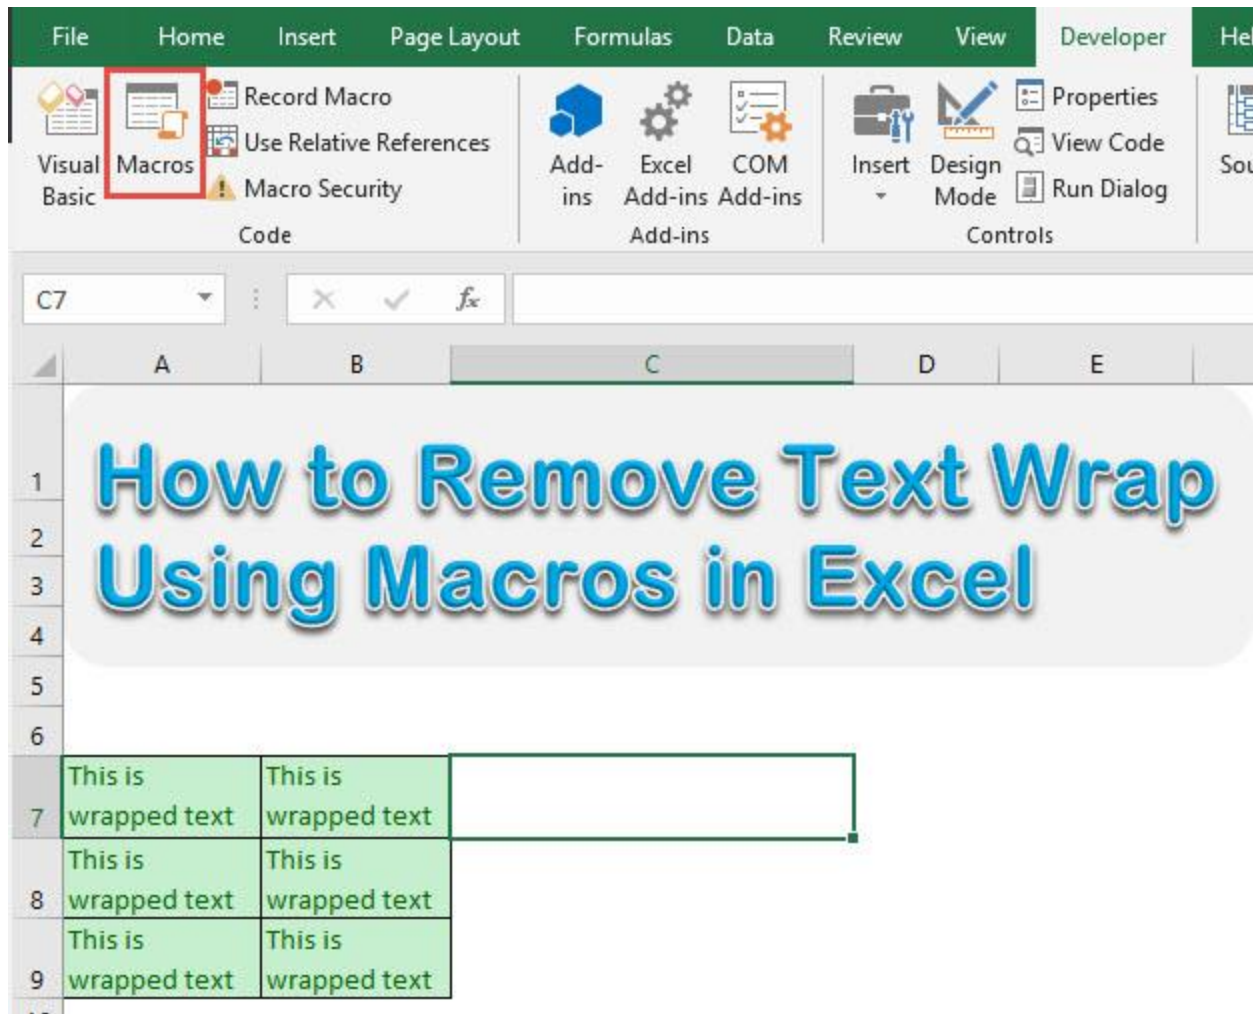 File Home Insert Page Layout Formulas Data Review View Developer
Record Macro
Use Relative References
Macro Security
Visual Basic
Macros
Code
Add-ins
Excel Add-ins
COM Add-ins
Add-ins
Insert
Design Mode
Properties
View Code
Run Dialog
Controls
C7 fx
A B C D E
1
How to Remove Text Wrap
2
3
Using Macros in Excel
4
5
6
This is This is
7 wrapped text wrapped text
This is This is
8 wrapped text wrapped text
This is This is
9 wrapped text wrapped text